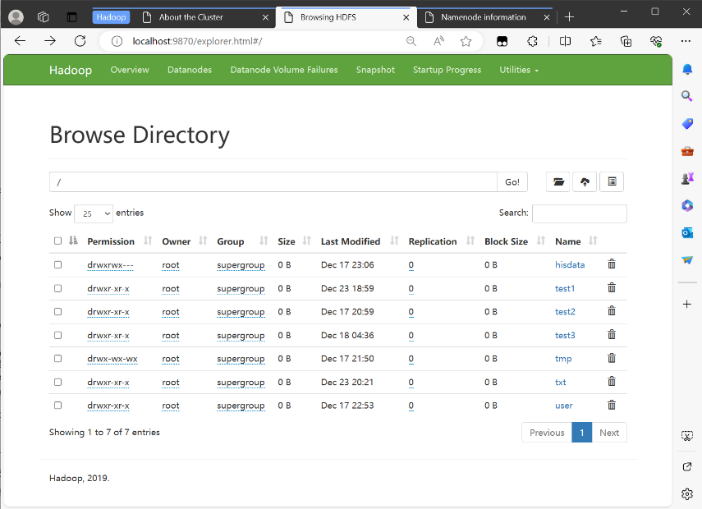 Hadoop About the Cluster Browsing HDFS Namenode information
localhost:9870/explorer.html#/
Hadoop Overview Datanodes Datanode Volume Failures Snapshot Startup Progress Utilities
Browse Directory
/ Go!
Show 25 entries Search:
Permission Owner Group Size Last Modified Replication Block Size Name
drwxrwx--- root supergroup 0 B Dec 17 23:06 0 0 B hisdata
drwxr-xr-x root supergroup 0 B Dec 23 18:59 0 0 B test1
drwxr-xr-x root supergroup 0 B Dec 17 20:59 0 0 B test2
drwxr-xr-x root supergroup 0 B Dec 18 04:36 0 0 B test3
drwx-wx-wx root supergroup 0 B Dec 17 21:50 0 0 B tmp
drwxr-xr-x root supergroup 0 B Dec 23 20:21 0 0 B txt
drwxr-xr-x root supergroup 0 B Dec 17 22:53 0 0 B user
Showing 1 to 7 of 7 entries Previous 1 Next
Hadoop, 2019.